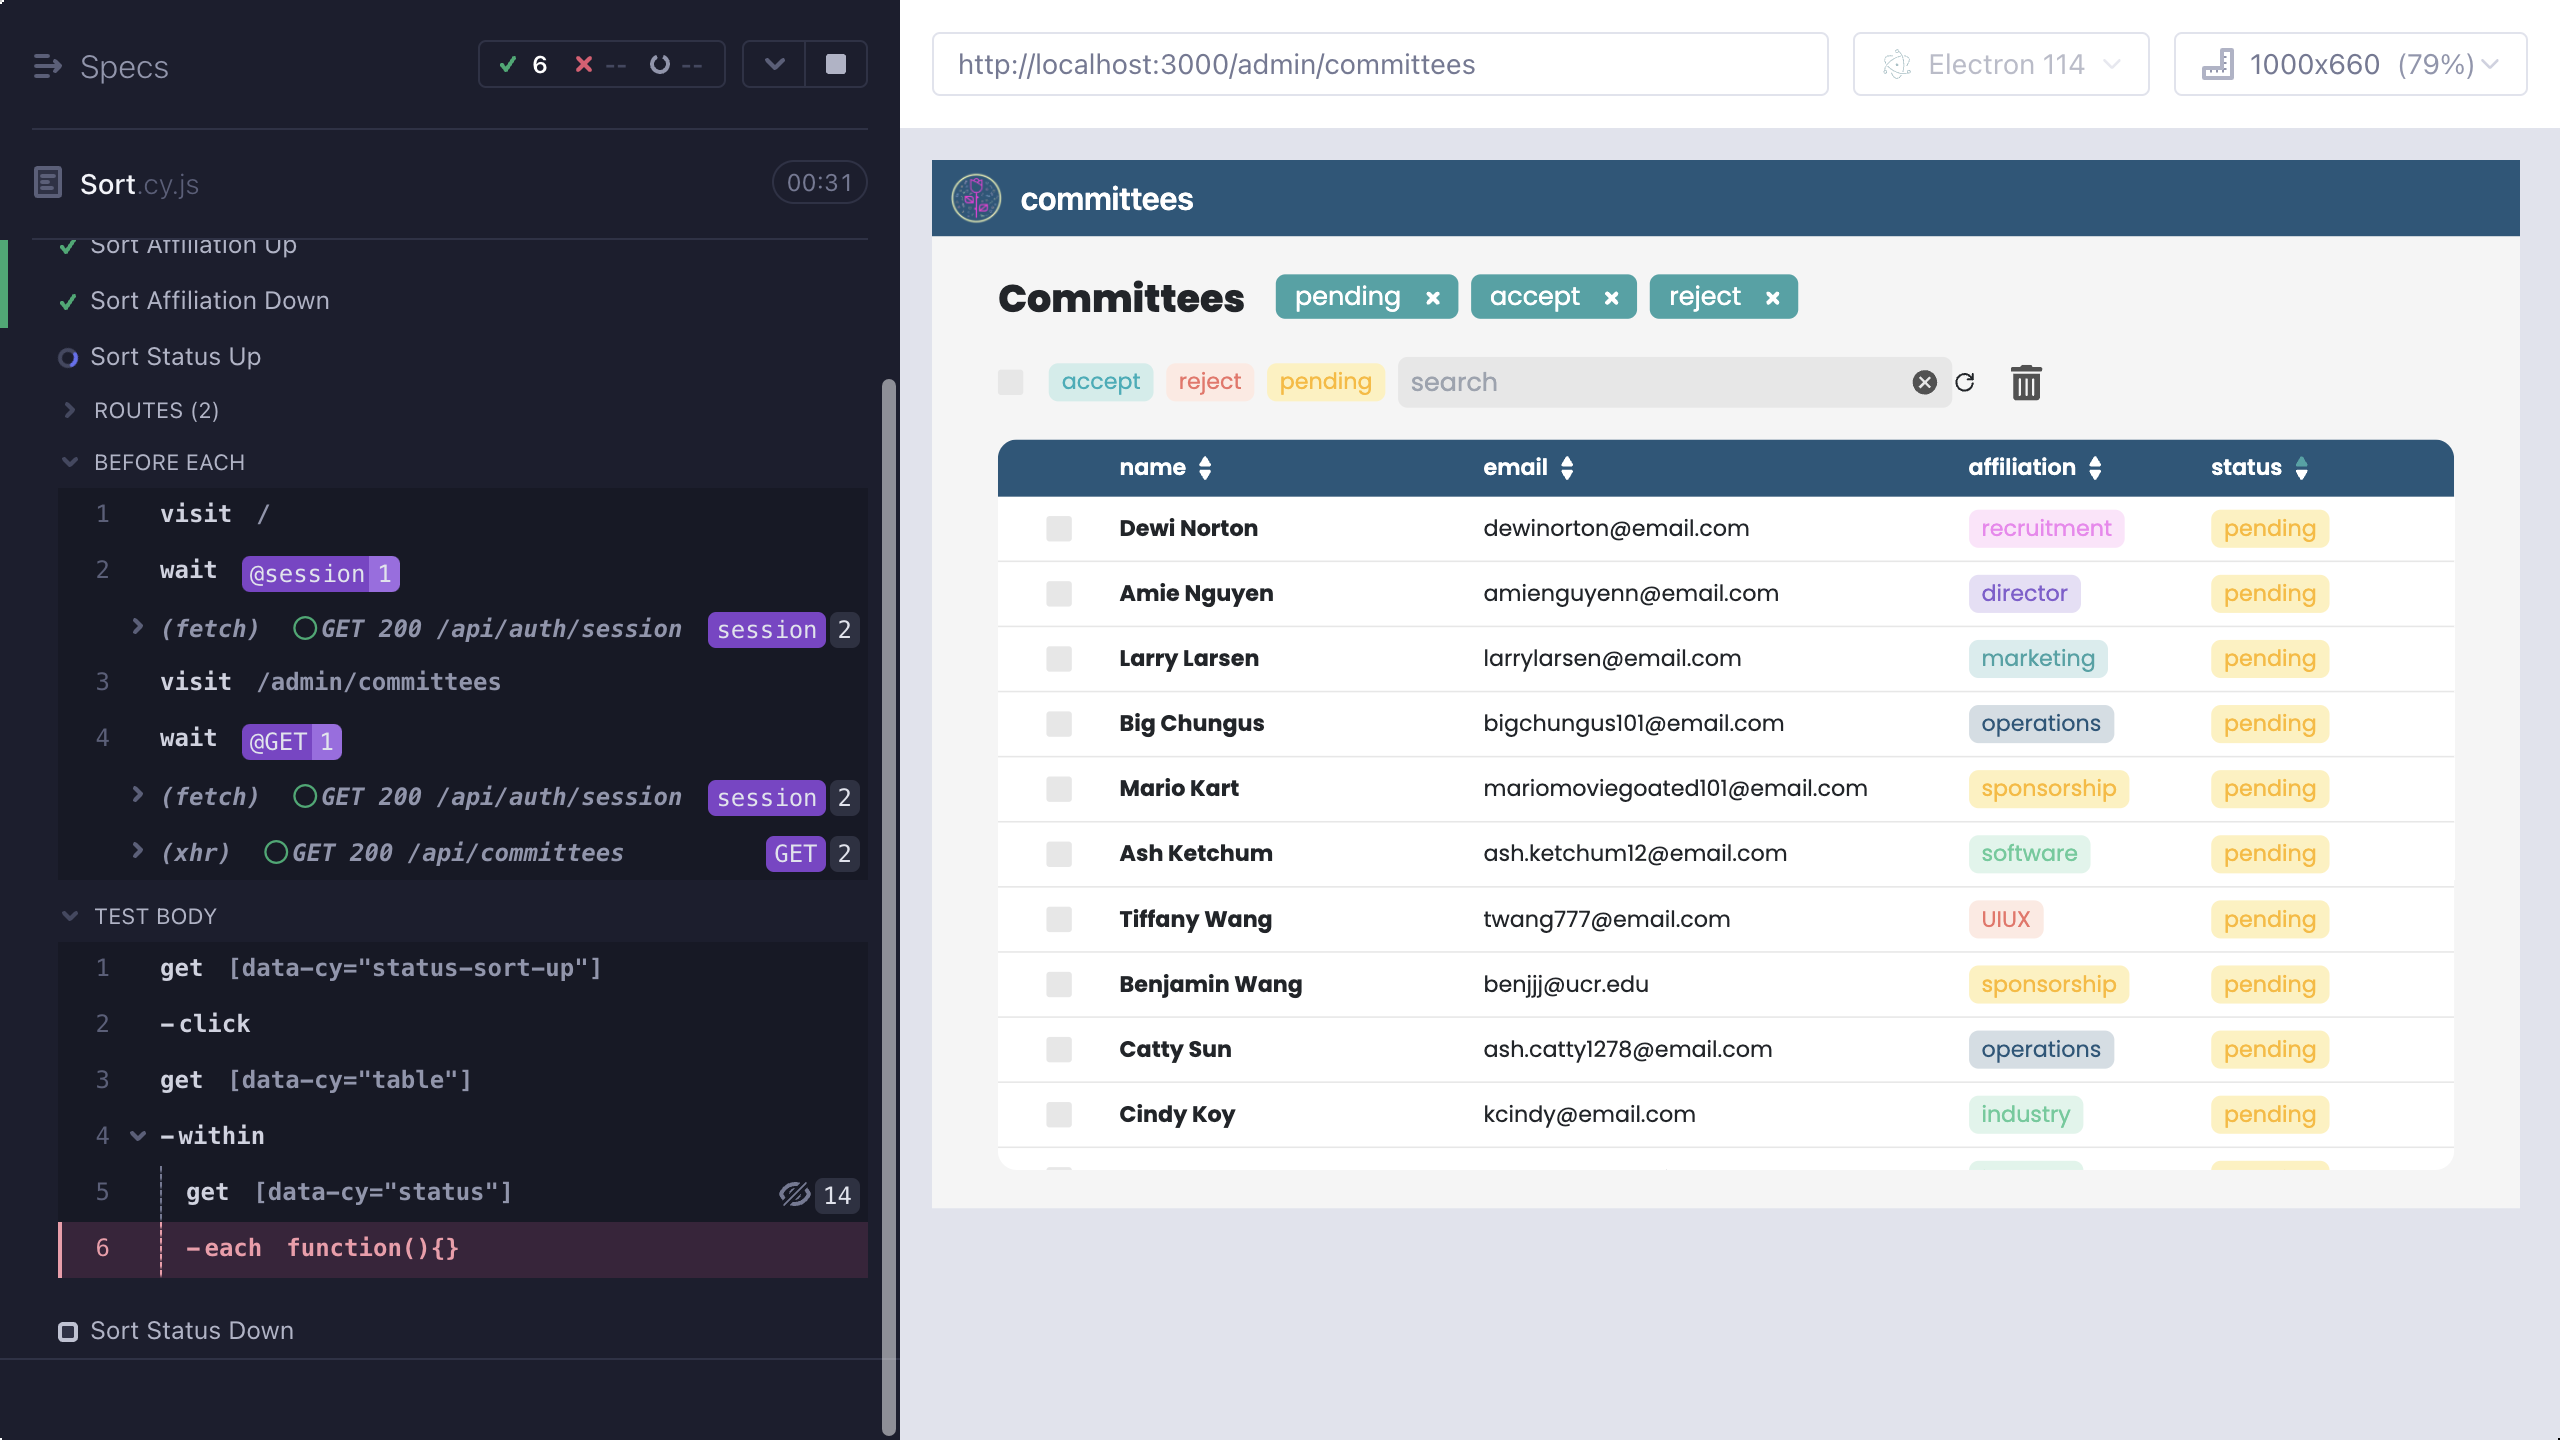 Specs
6 -- --
Sort.cy.js
00:31
Sort Affiliation Up
Sort Affiliation Down
Sort Status Up
ROUTES (2)
BEFORE EACH
1 visit /
2 wait @session 1
(fetch) GET 200 /api/auth/session session 2
3 visit /admin/committees
4 wait @GET 1
(fetch) GET 200 /api/auth/session session 2
(xhr) GET 200 /api/committees GET 2
TEST BODY
1 get [data-cy="status-sort-up"]
2 -click
3 get [data-cy="table"]
4 -within
5 get [data-cy="status"] 14
6 -each function(){}
Sort Status Down
http://localhost:3000/admin/committees
Electron 114
1000x660 (79%)
committees
Committees pending × accept × reject ×
accept reject pending search
name email affiliation status
Dewi Norton dewinorton@email.com recruitment pending
Amie Nguyen amienguyenn@email.com director pending
Larry Larsen larrylarsen@email.com marketing pending
Big Chungus bigchungus101@email.com operations pending
Mario Kart mariomoviegoated101@email.com sponsorship pending
Ash Ketchum ash.ketchum12@email.com software pending
Tiffany Wang twang777@email.com UIUX pending
Benjamin Wang benjjj@ucr.edu sponsorship pending
Catty Sun ash.catty1278@email.com operations pending
Cindy Koy kcindy@email.com industry pending